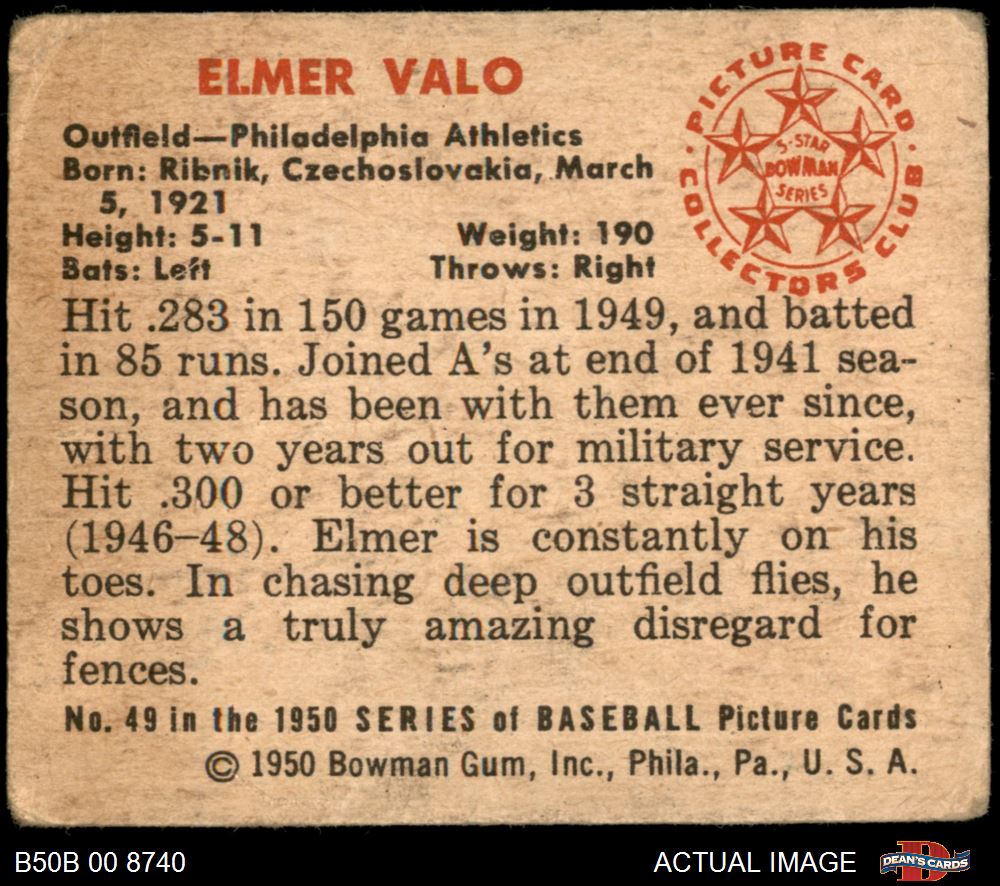 ELMER VALO
Outfield—Philadelphia Athletics
Born: Ribnik, Czechoslovakia, March
5, 1921
Height: 5-11 Weight: 190
Bats: Left Throws: Right
PICTURE CARD
COLLECTORS CLUB
5-STAR
BOWMAN
SERIES
Hit .283 in 150 games in 1949, and batted
in 85 runs. Joined A's at end of 1941 sea-
son, and has been with them ever since,
with two years out for military service.
Hit .300 or better for 3 straight years
(1946–48). Elmer is constantly on his
toes. In chasing deep outfield flies, he
shows a truly amazing disregard for
fences.
No. 49 in the 1950 SERIES of BASEBALL Picture Cards
© 1950 Bowman Gum, Inc., Phila., Pa., U. S. A.
B50B 00 8740 ACTUAL IMAGE DEAN'S CARDS